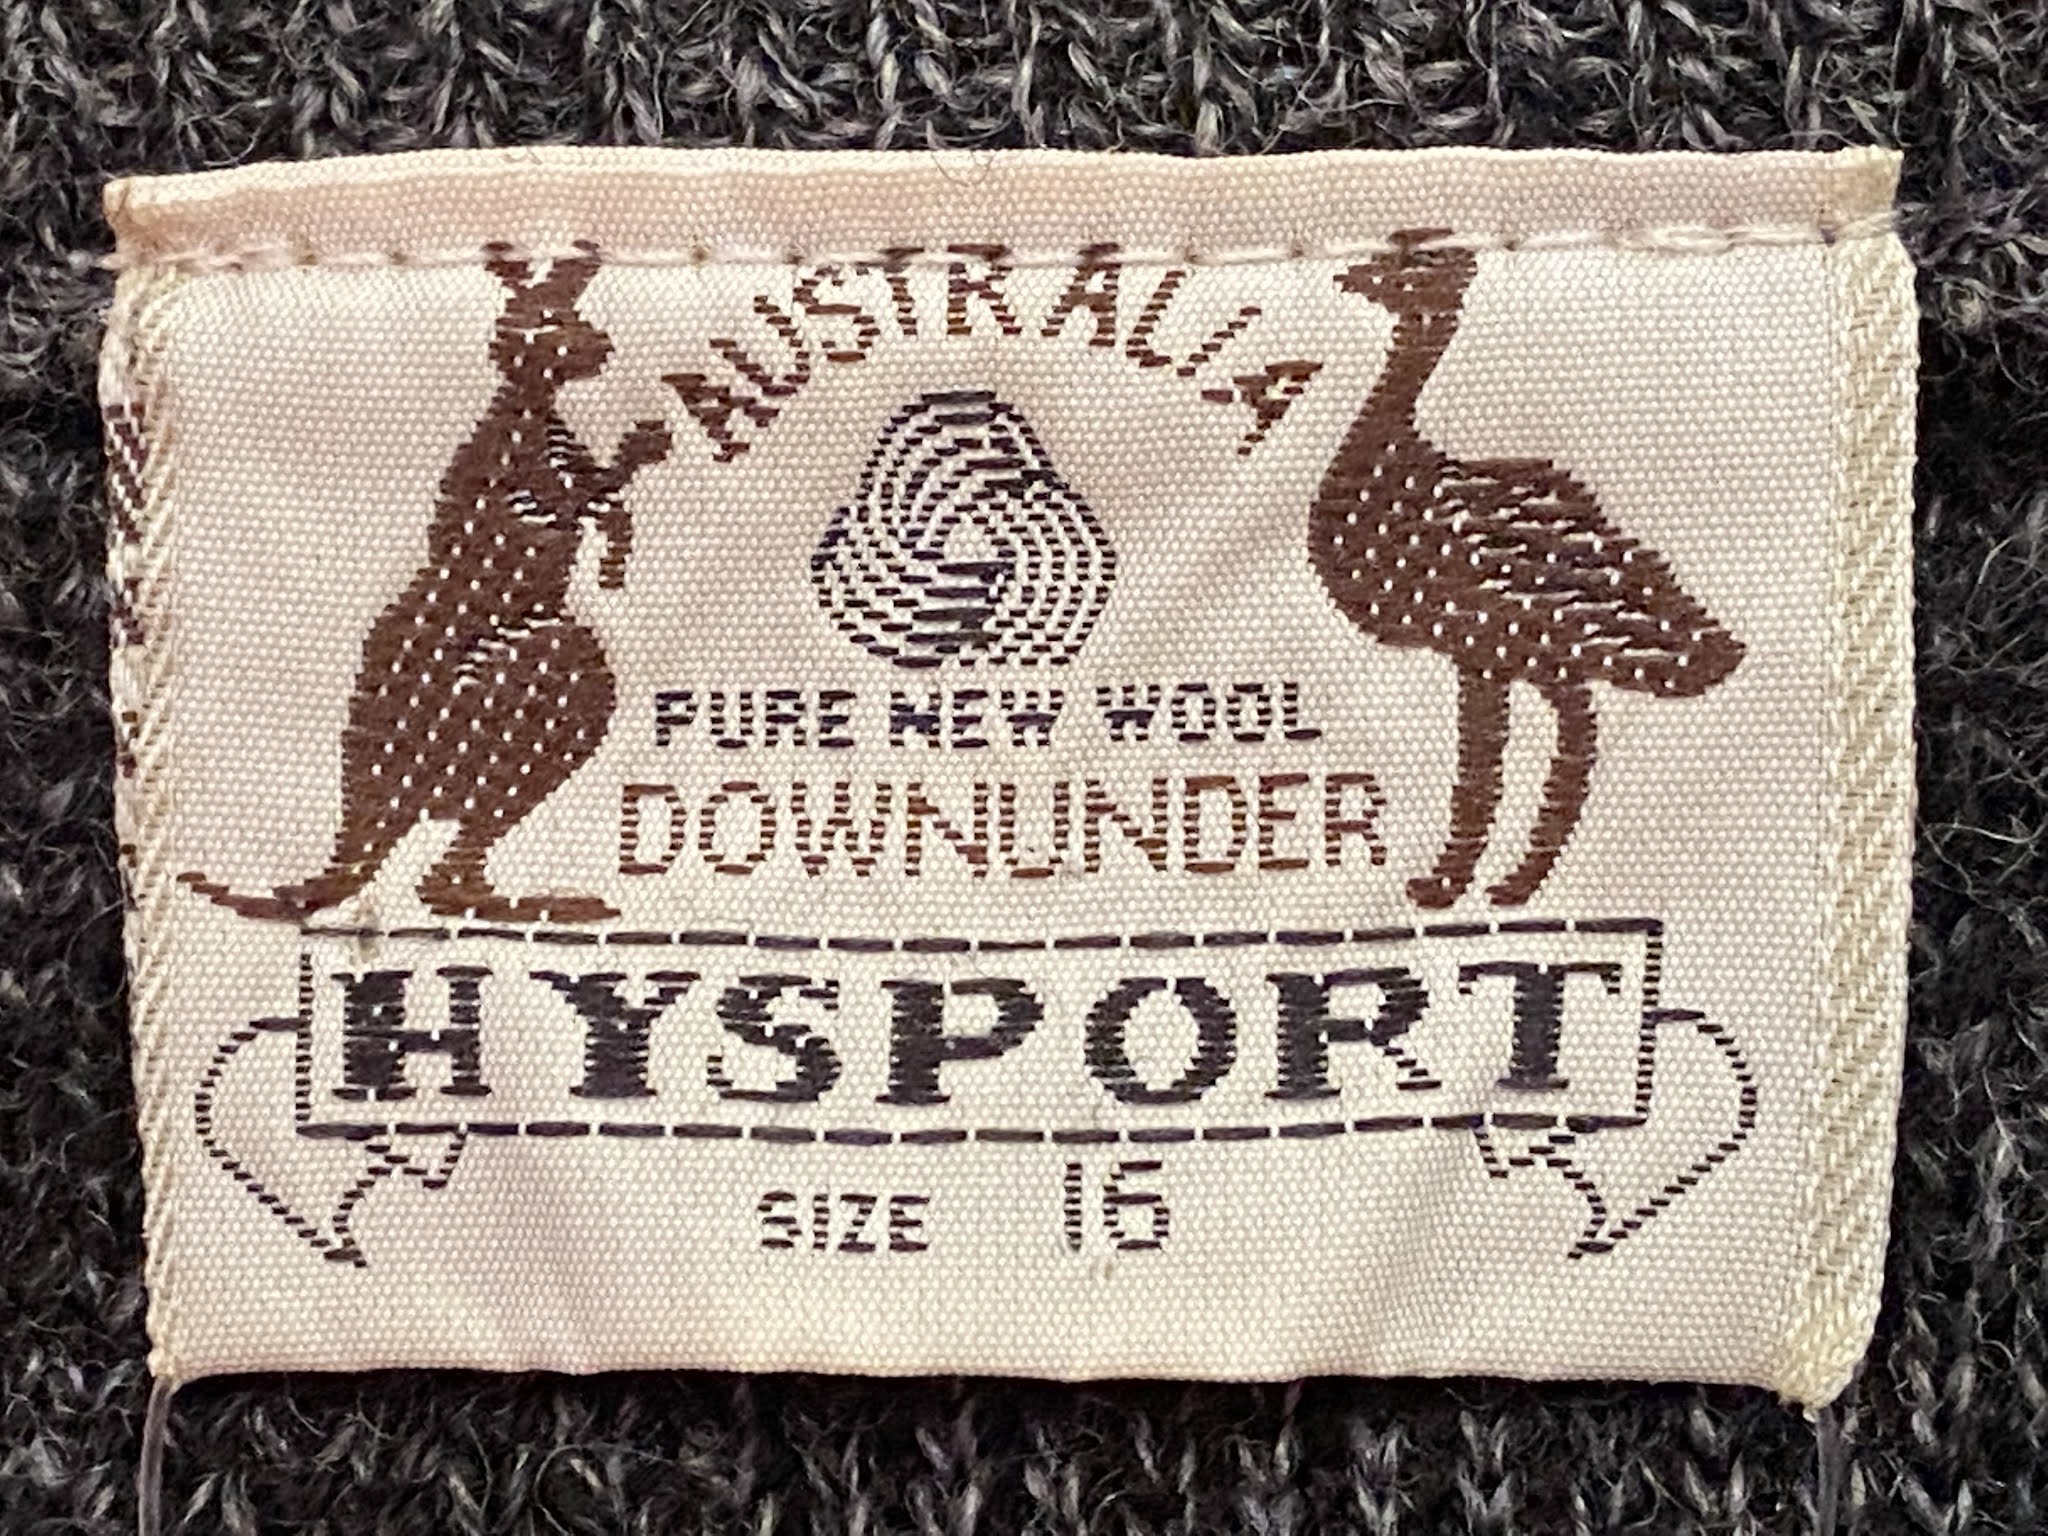 AUSTRALIA
PURE NEW WOOL
DOWNUNDER
HYSPORT
SIZE 16